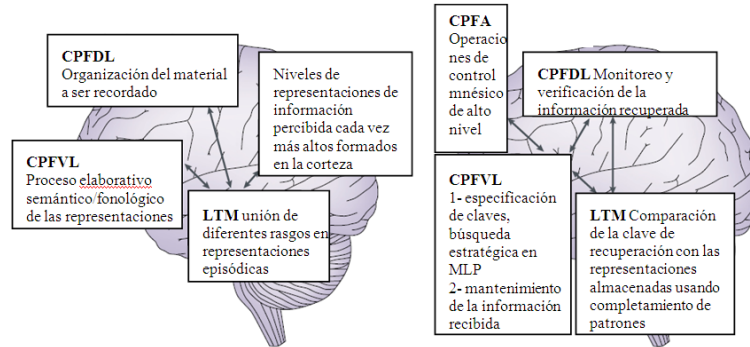 CPFDL
Organización del material
a ser recordado
Niveles de
representaciones de
información
percibida cada vez
más altos formados
en la corteza
CPFVL
Proceso elaborativo
semántico/fonológico
de las representaciones
LTM unión de
diferentes rasgos en
representaciones
episódicas
CPFA
Operacio
nes de
control
mnésico
de alto
nivel
CPFDL Monitoreo y
verificación de la
información recuperada
CPFVL
1- especificación
de claves,
búsqueda
estratégica en
MLP
2- mantenimiento
de la información
recibida
LTM Comparación
de la clave de
recuperación con las
representaciones
almacenadas usando
completamiento de
patrones